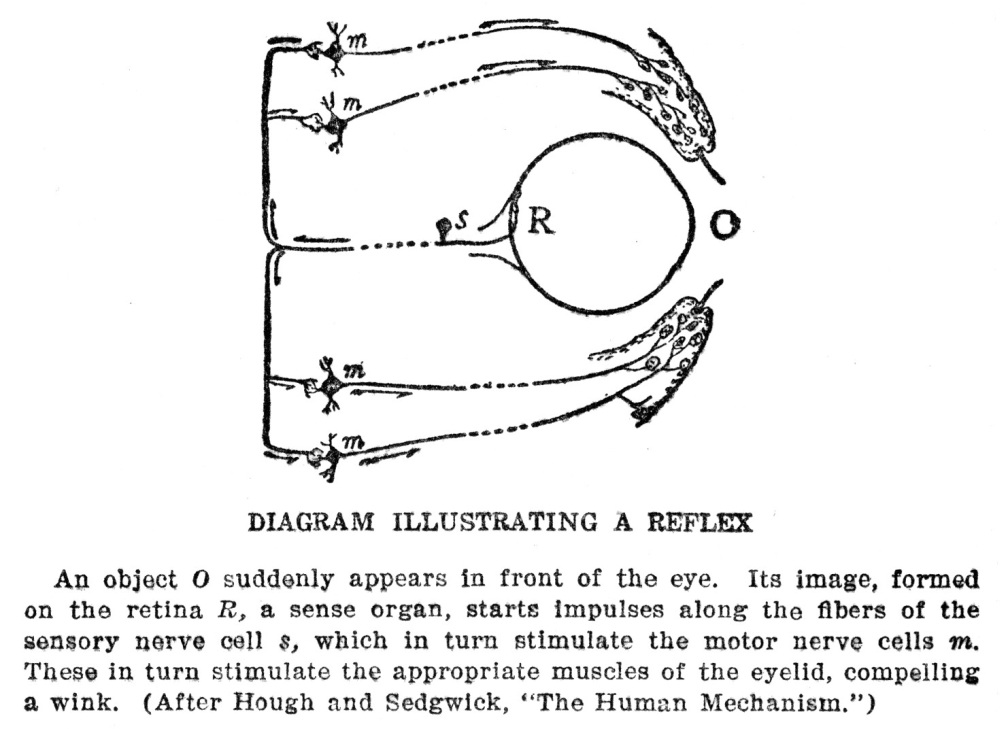 m
m
s
R
O
m
m
DIAGRAM ILLUSTRATING A REFLEX
An object O suddenly appears in front of the eye. Its image, formed
on the retina R, a sense organ, starts impulses along the fibers of the
sensory nerve cell s, which in turn stimulate the motor nerve cells m.
These in turn stimulate the appropriate muscles of the eyelid, compelling
a wink. (After Hough and Sedgwick, “The Human Mechanism.”)